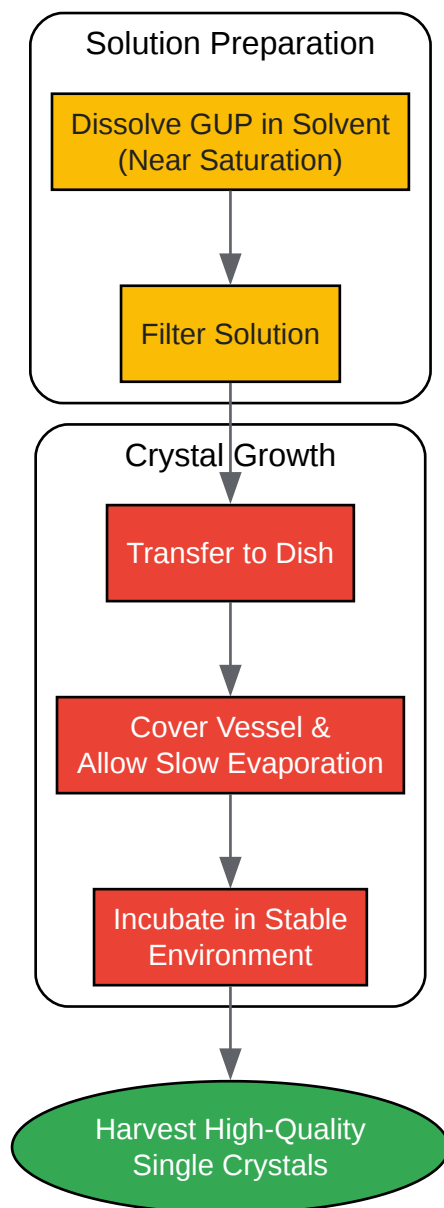 Solution Preparation
Dissolve GUP in Solvent
(Near Saturation)
Filter Solution
Crystal Growth
Transfer to Dish
Cover Vessel &
Allow Slow Evaporation
Incubate in Stable
Environment
Harvest High-Quality
Single Crystals